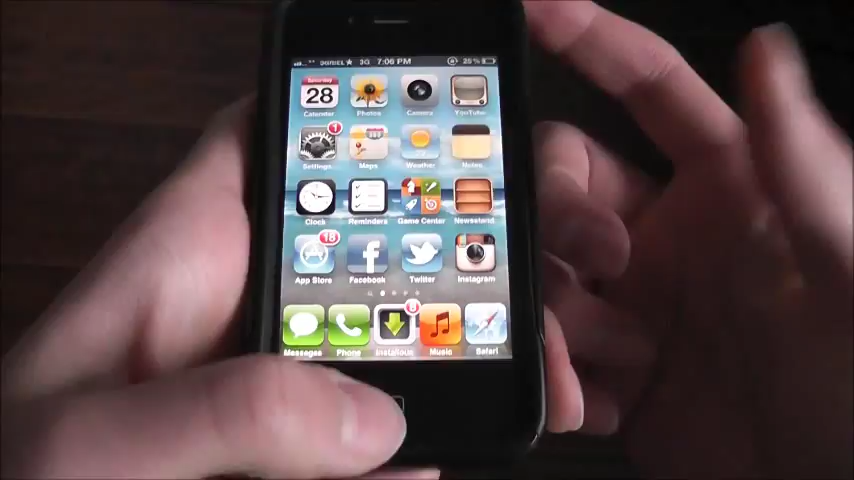 3G 7:06 PM 25%
Saturday
28
Calendar Photos Camera YouTube
1
Settings Maps Weather Notes
Clock Reminders Game Center Newsstand
18
App Store Facebook Twitter Instagram
8
Messages Phone Installous Music Safari